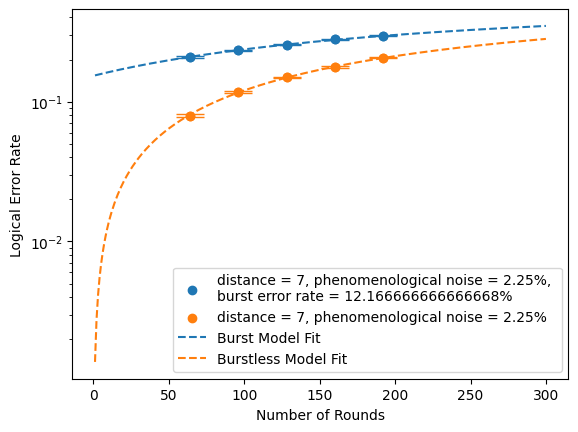 Logical Error Rate
10⁻¹
10⁻²
distance = 7, phenomenological noise = 2.25%,
burst error rate = 12.166666666666668%
distance = 7, phenomenological noise = 2.25%
Burst Model Fit
Burstless Model Fit
0 50 100 150 200 250 300
Number of Rounds